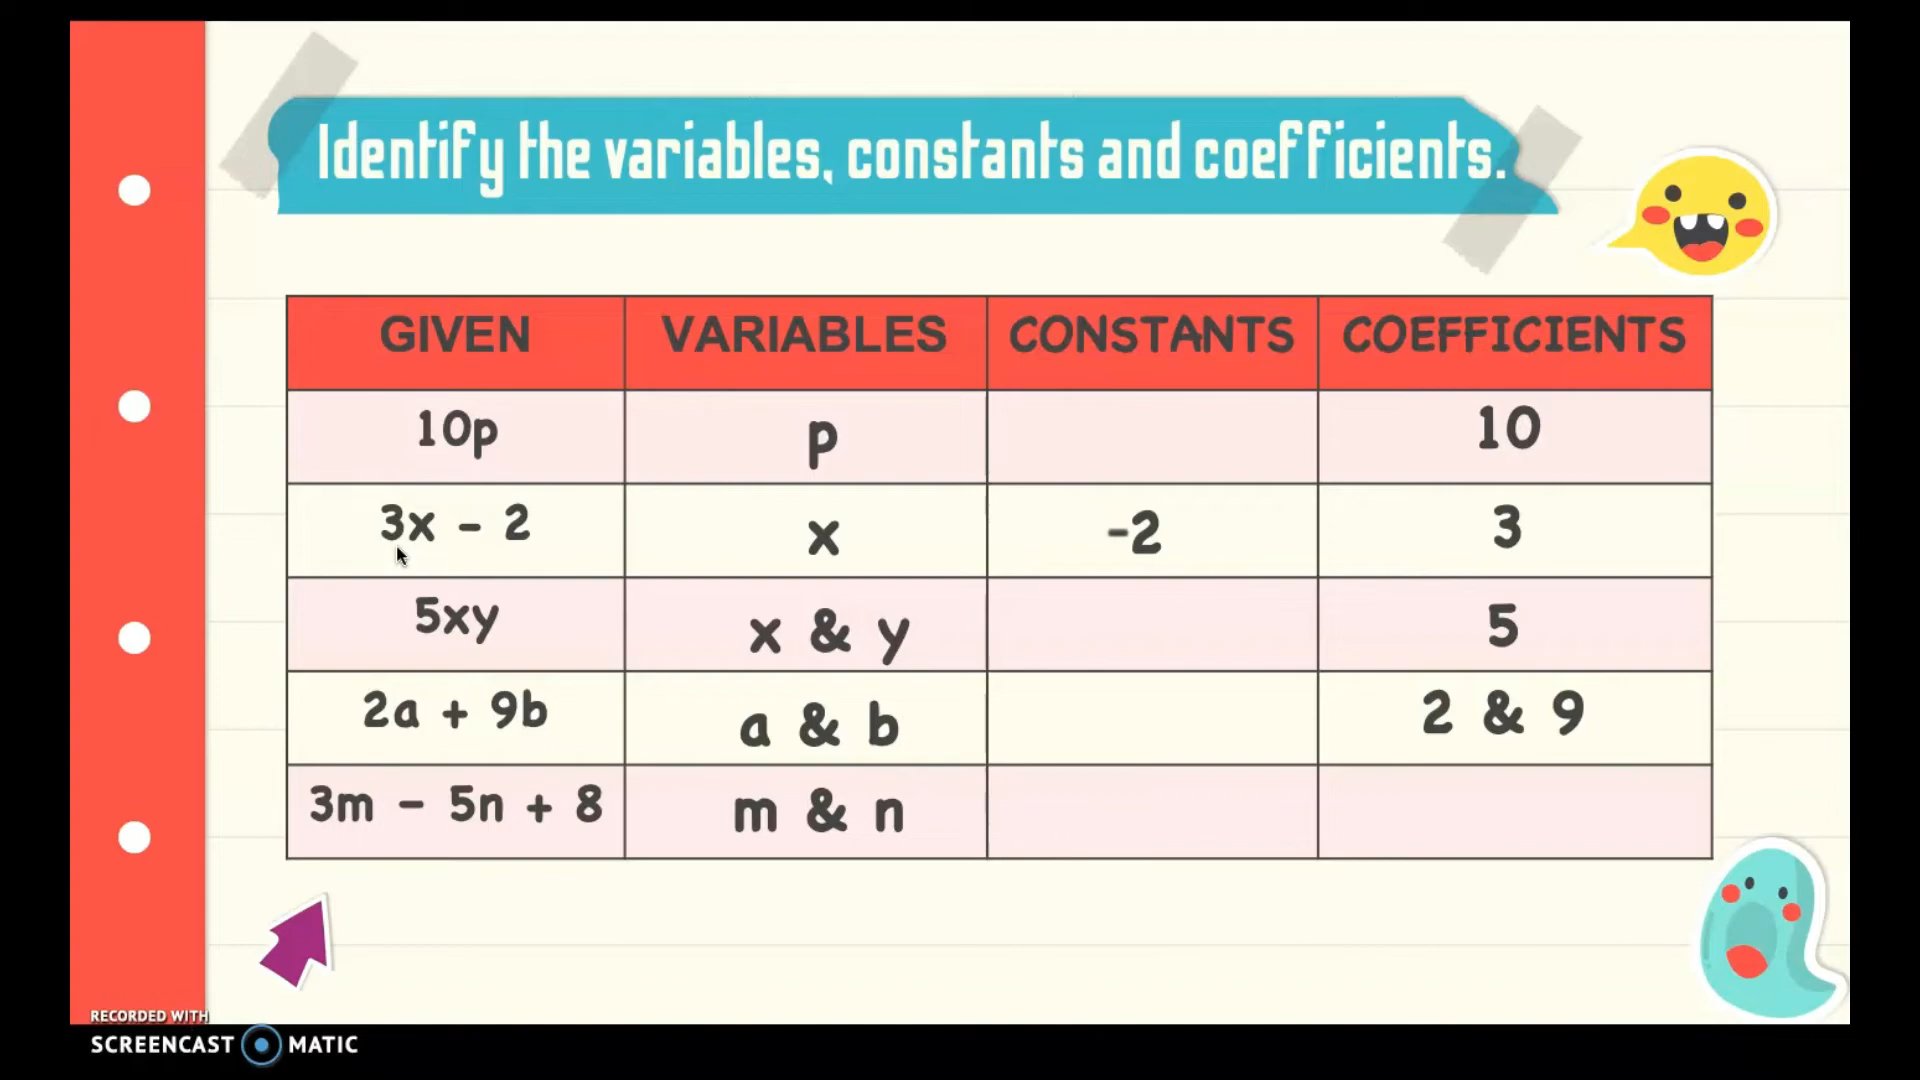 Identify the variables, constants and coefficients.
GIVEN VARIABLES CONSTANTS COEFFICIENTS
10p p 10
3x - 2 x -2 3
5xy x & y 5
2a + 9b a & b 2 & 9
3m - 5n + 8 m & n
RECORDED WITH
SCREENCAST MATIC